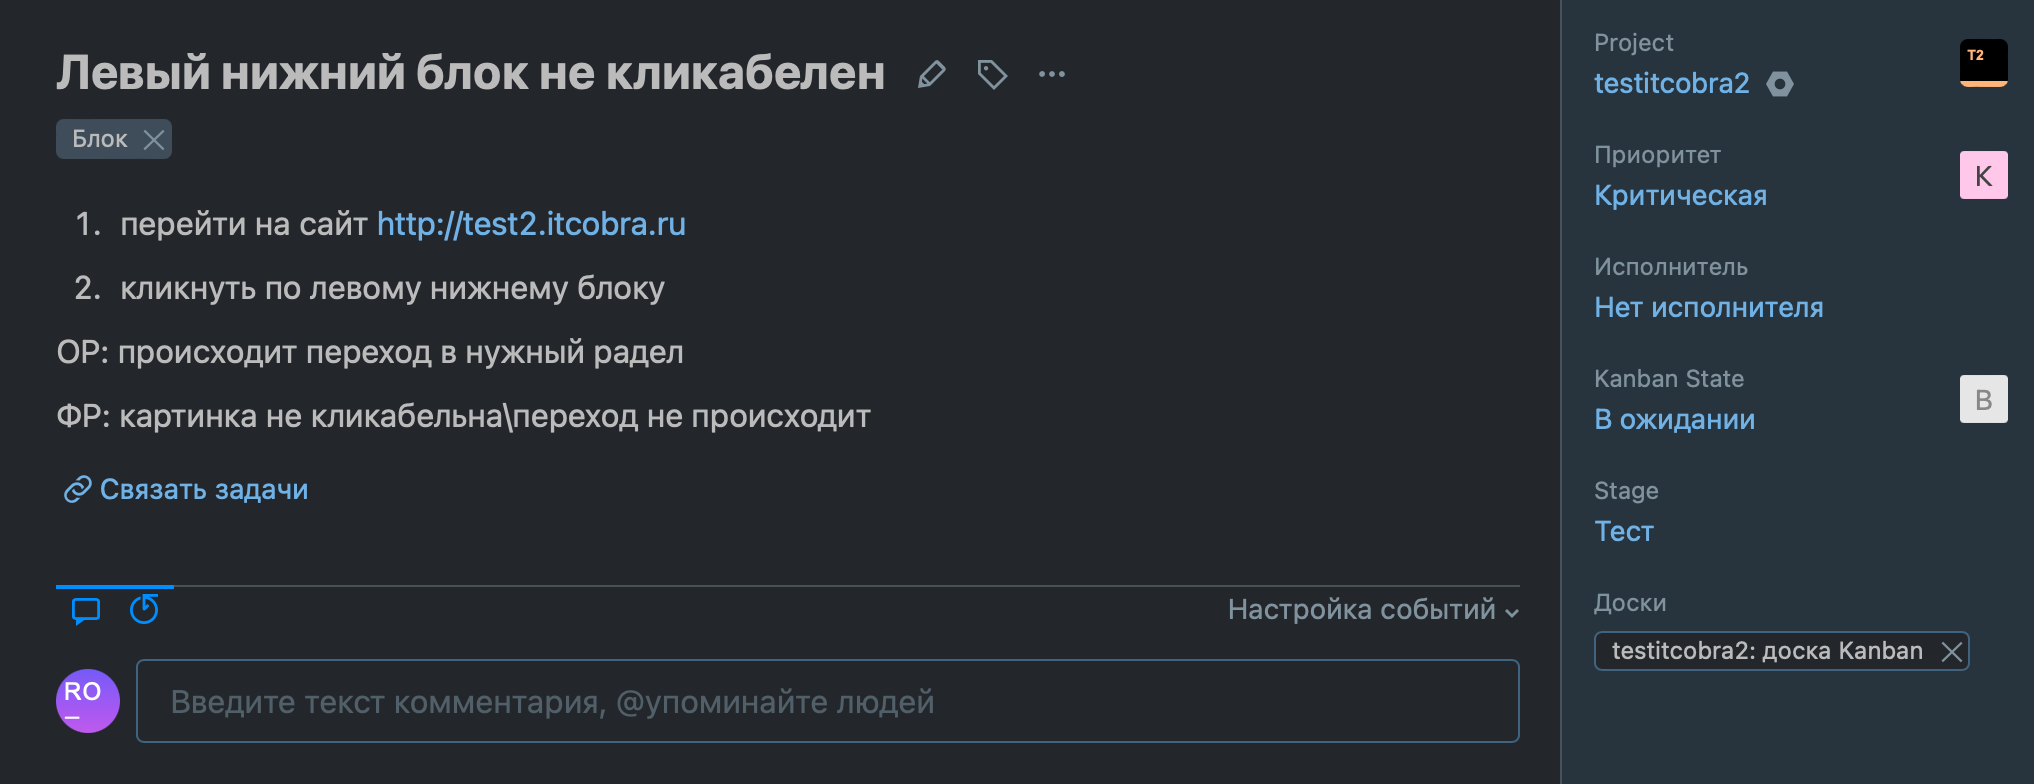 Левый нижний блок не кликабелен
Блок
1. перейти на сайт http://test2.itcobra.ru
2. кликнуть по левому нижнему блоку
ОР: происходит переход в нужный радел
ФР: картинка не кликабельна\переход не происходит
Связать задачи
Настройка событий
RO
Введите текст комментария, @упоминайте людей
Project
testitcobra2
T2
Приоритет
Критическая
К
Исполнитель
Нет исполнителя
Kanban State
В ожидании
В
Stage
Тест
Доски
testitcobra2: доска Kanban